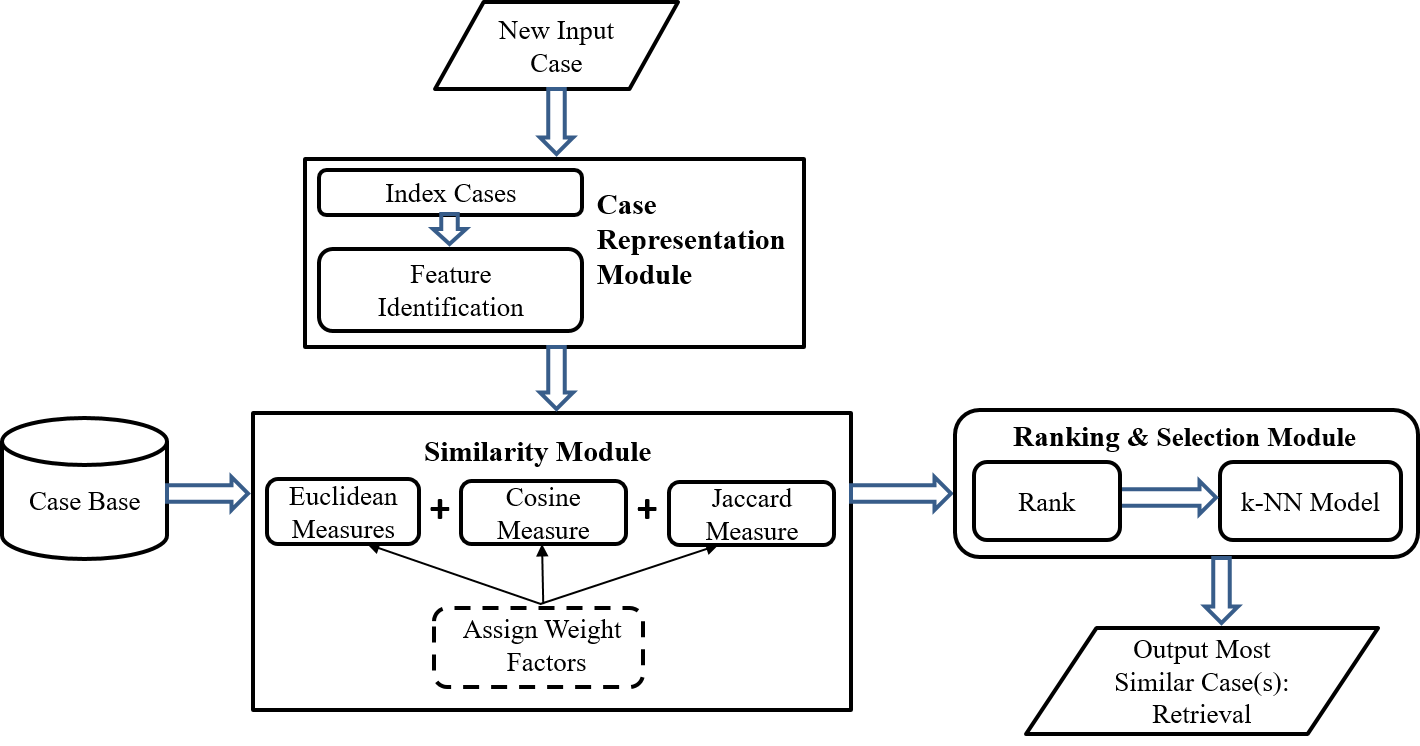 New Input
Case
Index Cases
Feature
Identification
Case
Representation
Module
Case Base
Similarity Module
Euclidean
Measures
+
Cosine
Measure
+
Jaccard
Measure
Assign Weight
Factors
Ranking & Selection Module
Rank
k-NN Model
Output Most
Similar Case(s):
Retrieval